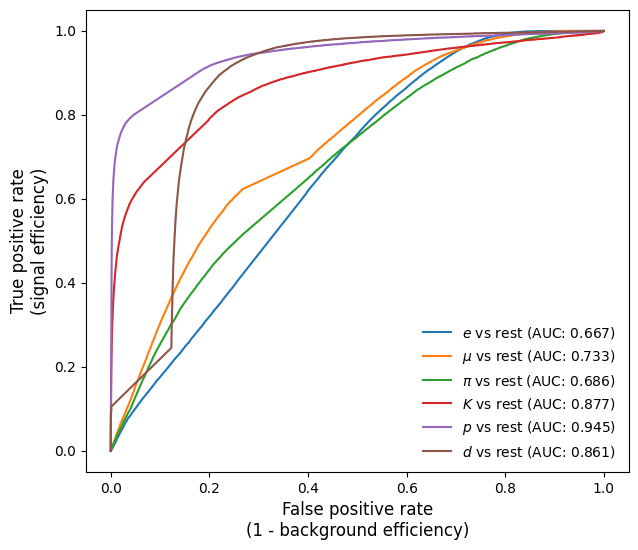 1.0
0.8
0.6
0.4
0.2
0.0
True positive rate
(signal efficiency)
e vs rest (AUC: 0.667)
μ vs rest (AUC: 0.733)
π vs rest (AUC: 0.686)
K vs rest (AUC: 0.877)
p vs rest (AUC: 0.945)
d vs rest (AUC: 0.861)
0.0 0.2 0.4 0.6 0.8 1.0
False positive rate
(1 - background efficiency)